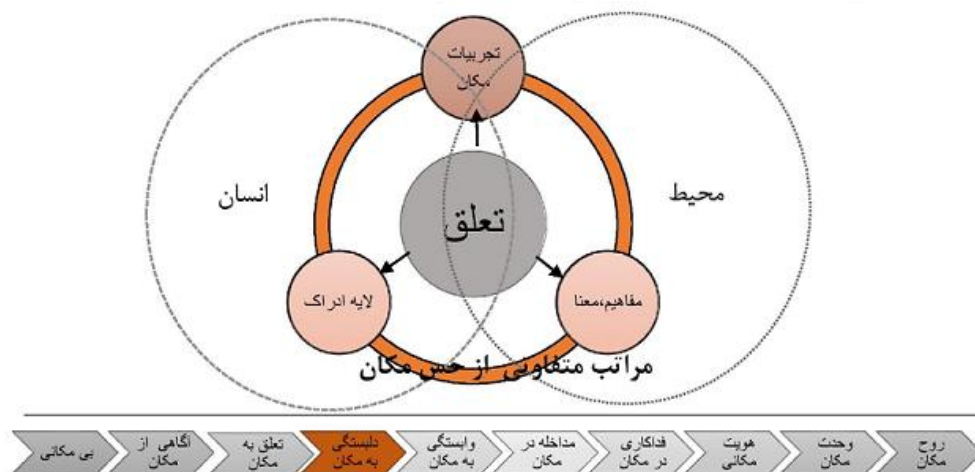 تجربیات
مکان
انسان
محیط
تعلق
لایه ادراک
مفاهیم،معنا
مراتب متفاوتی از حس مکان
بی مکانی
آگاهی از
مکان
تعلق به
مکان
دلبستگی
به مکان
وابستگی
به مکان
مداخله در
مکان
فداکاری
در مکان
هویت
مکانی
وحدت
مکان
روح
مکان